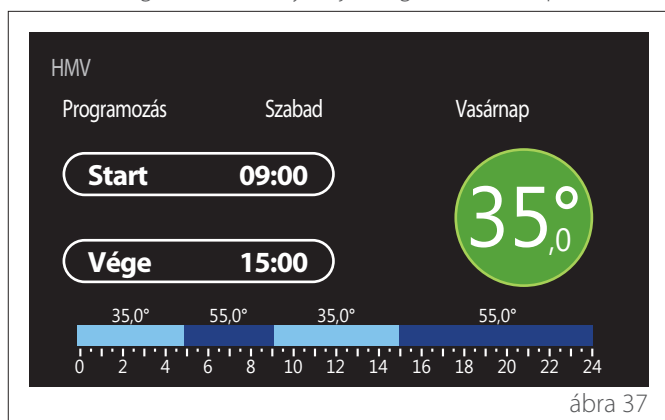 HMV
Programozás Szabad Vasárnap
Start 09:00
35,0°
Vége 15:00
35,0° 55,0° 35,0° 55,0°
0 2 4 6 8 10 12 14 16 18 20 22 24
ábra 37